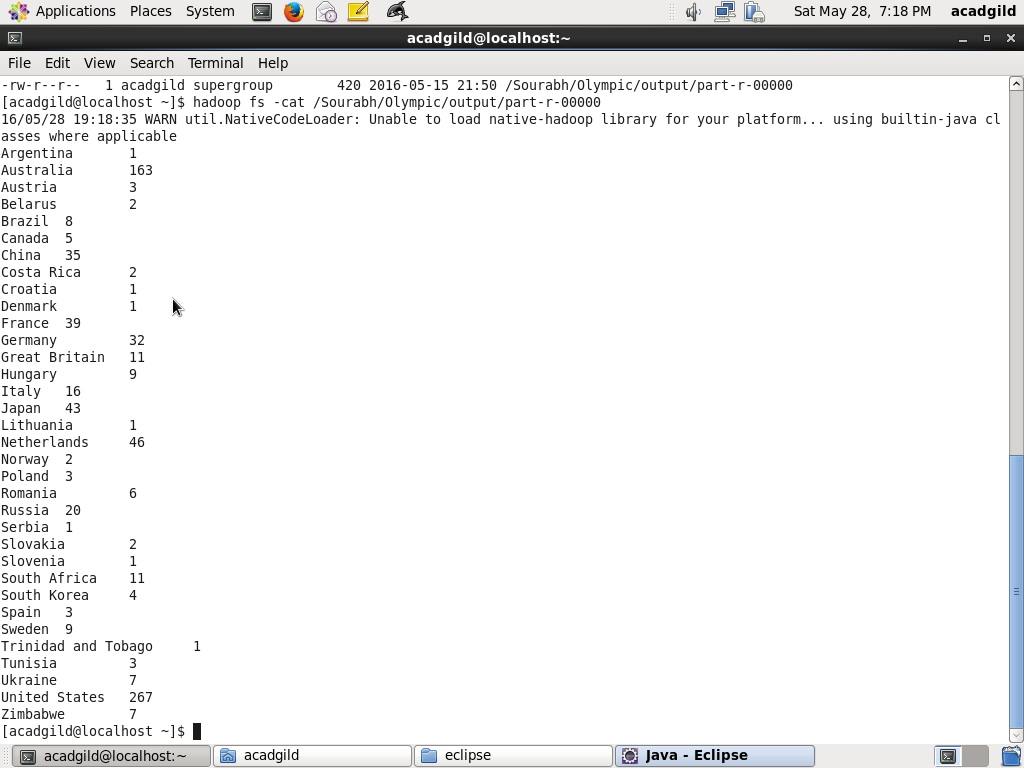 Applications Places System Sat May 28, 7:18 PM acadgild
acadgild@localhost:~
File Edit View Search Terminal Help
-rw-r--r--   1 acadgild supergroup        420 2016-05-15 21:50 /Sourabh/Olympic/output/part-r-00000
[acadgild@localhost ~]$ hadoop fs -cat /Sourabh/Olympic/output/part-r-00000
16/05/28 19:18:35 WARN util.NativeCodeLoader: Unable to load native-hadoop library for your platform... using builtin-java cl
asses where applicable
Argentina	1
Australia	163
Austria	3
Belarus	2
Brazil	8
Canada	5
China	35
Costa Rica	2
Croatia	1
Denmark	1
France	39
Germany	32
Great Britain	11
Hungary	9
Italy	16
Japan	43
Lithuania	1
Netherlands	46
Norway	2
Poland	3
Romania	6
Russia	20
Serbia	1
Slovakia	2
Slovenia	1
South Africa	11
South Korea	4
Spain	3
Sweden	9
Trinidad and Tobago	1
Tunisia	3
Ukraine	7
United States	267
Zimbabwe	7
[acadgild@localhost ~]$
acadgild@localhost:~ acadgild eclipse Java - Eclipse